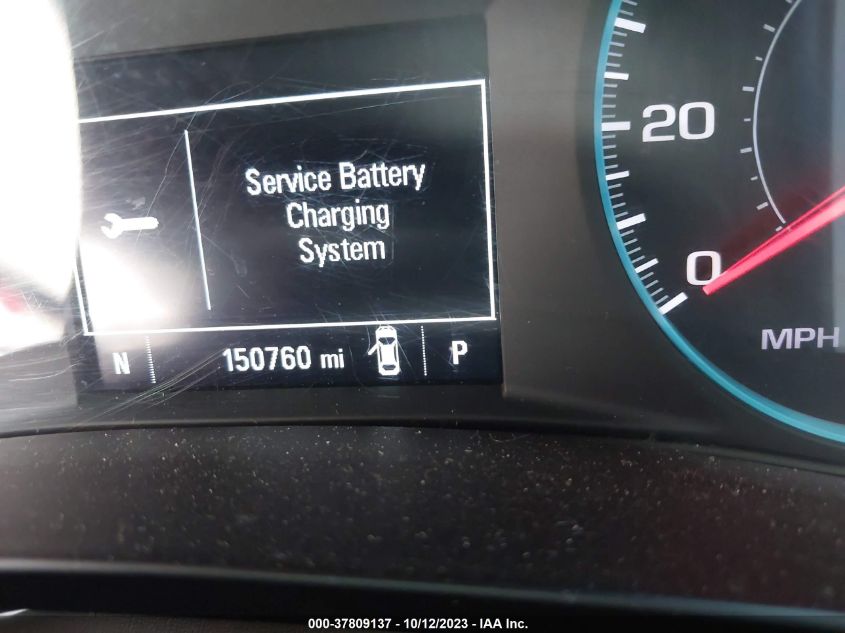 Service Battery
Charging
System
20
0
MPH
N 150760 mi P
000-37809137 - 10/12/2023 - IAA Inc.